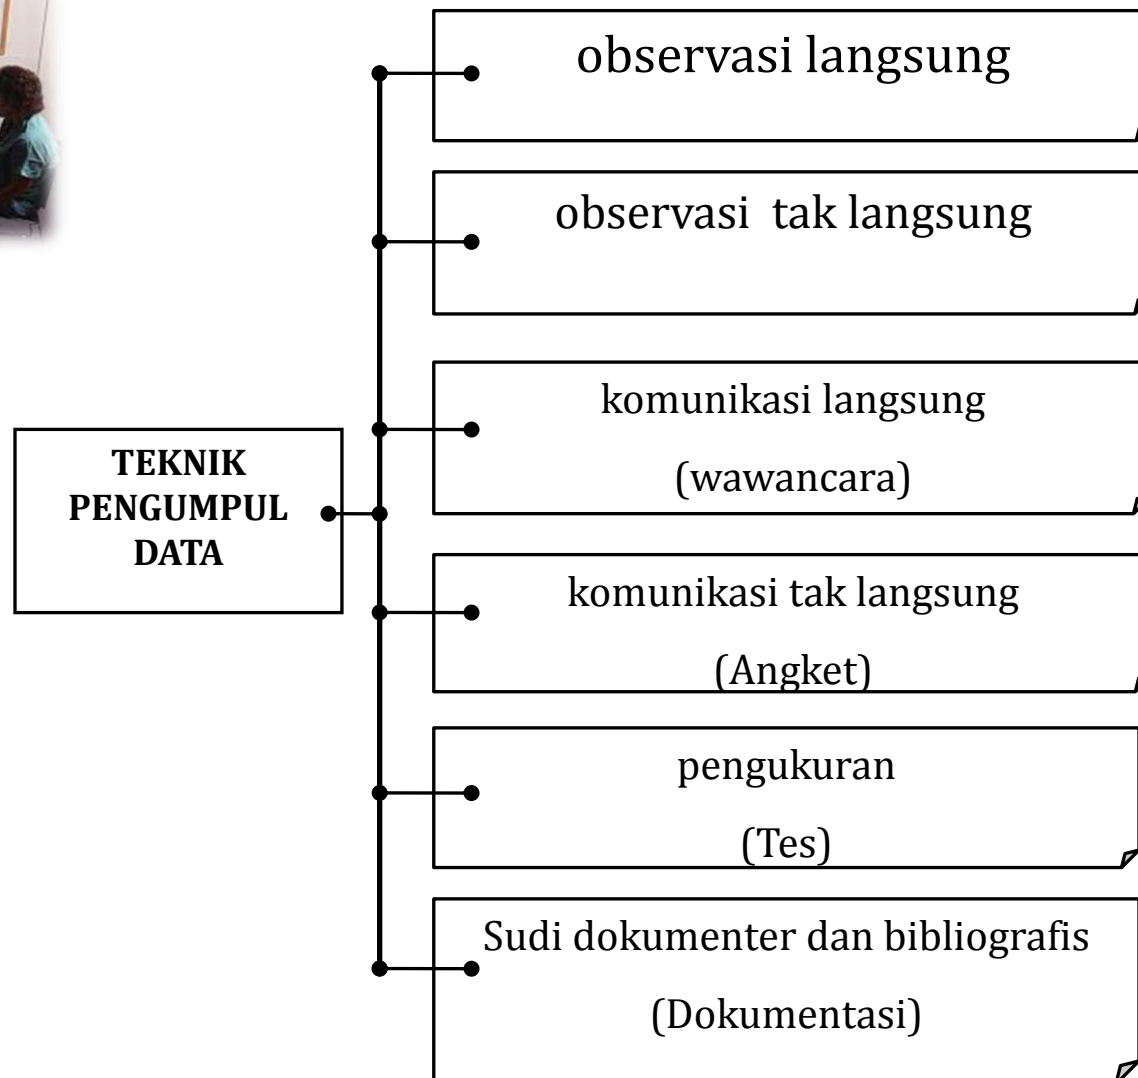 observasi langsung
observasi tak langsung
komunikasi langsung
(wawancara)
TEKNIK
PENGUMPUL
DATA
komunikasi tak langsung
(Angket)
pengukuran
(Tes)
Sudi dokumenter dan bibliografis
(Dokumentasi)